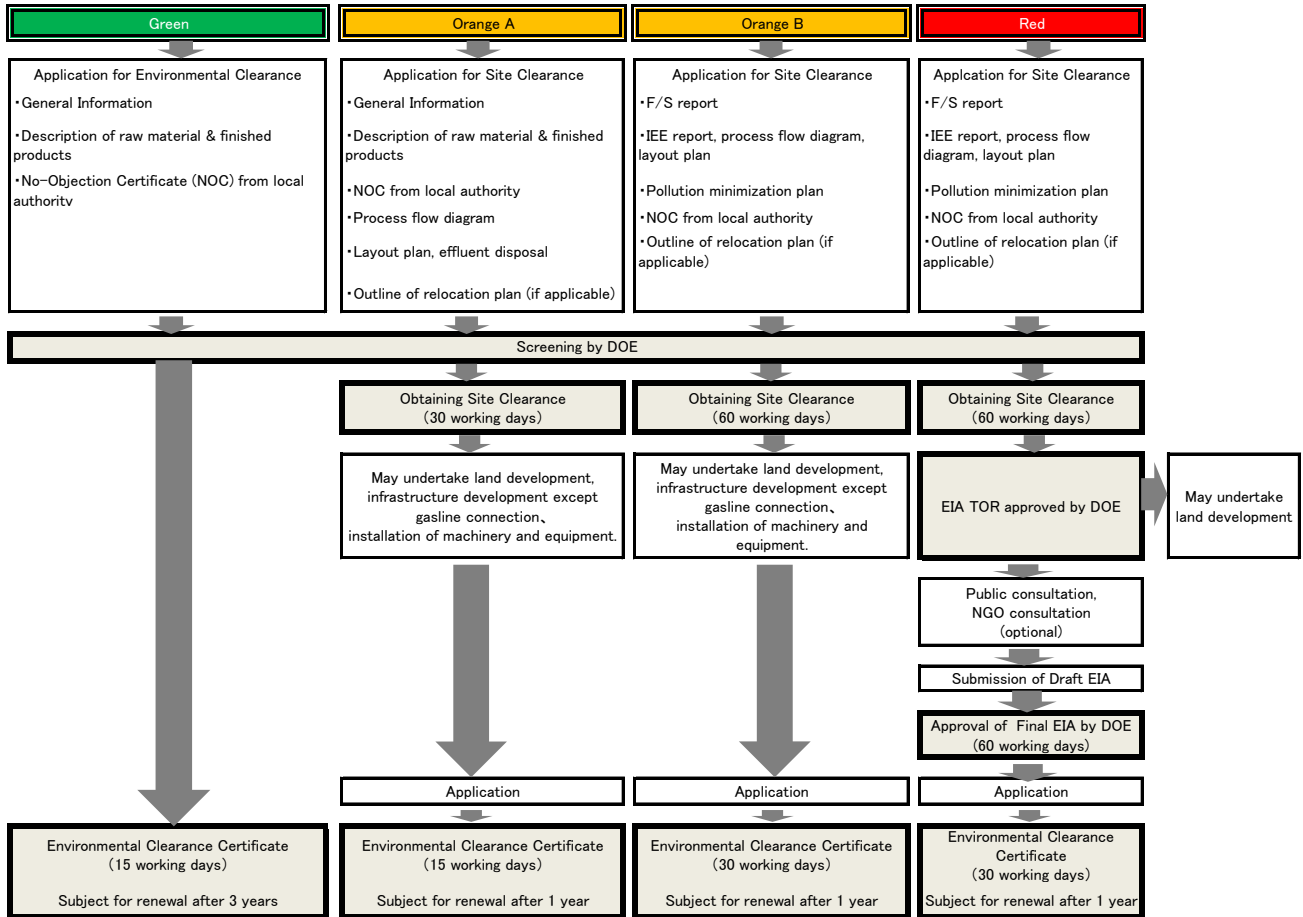 Green
Orange A
Orange B
Red
Application for Environmental Clearance
・General Information
・Description of raw material & finished
products
・No-Objection Certificate (NOC) from local
authority
Application for Site Clearance
・General Information
・Description of raw material & finished
products
・NOC from local authority
・Process flow diagram
・Layout plan, effluent disposal
・Outline of relocation plan (if applicable)
Application for Site Clearance
・F/S report
・IEE report, process flow diagram,
layout plan
・Pollution minimization plan
・NOC from local authority
・Outline of relocation plan (if
applicable)
Application for Site Clearance
・F/S report
・IEE report, process flow
diagram, layout plan
・Pollution minimization plan
・NOC from local authority
・Outline of relocation plan (if
applicable)
Screening by DOE
Obtaining Site Clearance
(30 working days)
Obtaining Site Clearance
(60 working days)
Obtaining Site Clearance
(60 working days)
May undertake land development,
infrastructure development except
gasline connection、
installation of machinery and equipment.
May undertake land development,
infrastructure development except
gasline connection、
installation of machinery and
equipment.
EIA TOR approved by DOE
May undertake
land development
Public consultation,
NGO consultation
(optional)
Submission of Draft EIA
Approval of Final EIA by DOE
(60 working days)
Application
Application
Application
Environmental Clearance Certificate
(15 working days)
Subject for renewal after 3 years
Environmental Clearance Certificate
(15 working days)
Subject for renewal after 1 year
Environmental Clearance Certificate
(30 working days)
Subject for renewal after 1 year
Environmental Clearance
Certificate
(30 working days)
Subject for renewal after 1 year